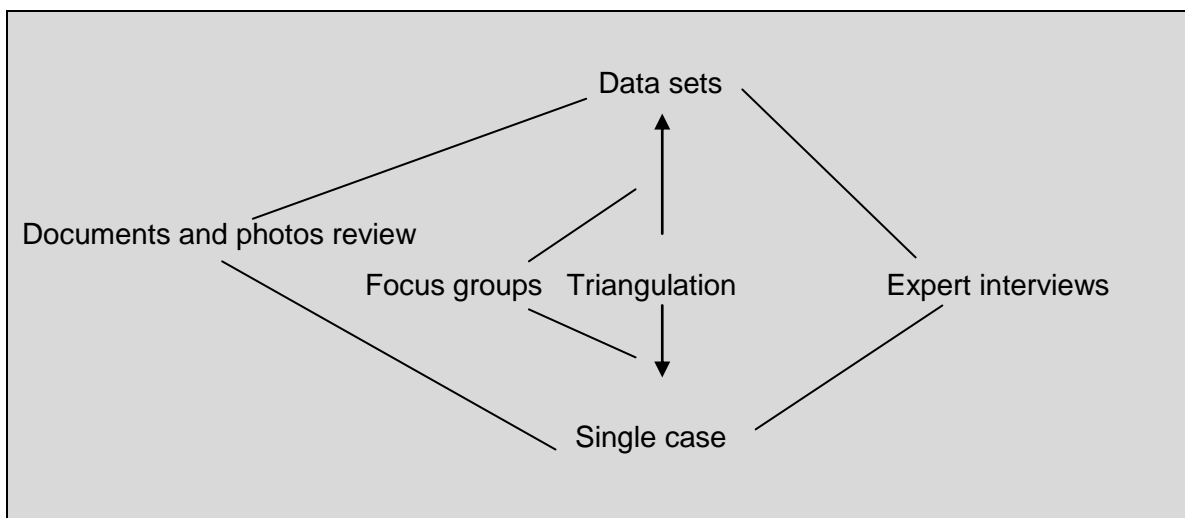 Data sets
Documents and photos review
Focus groups Triangulation Expert interviews
Single case